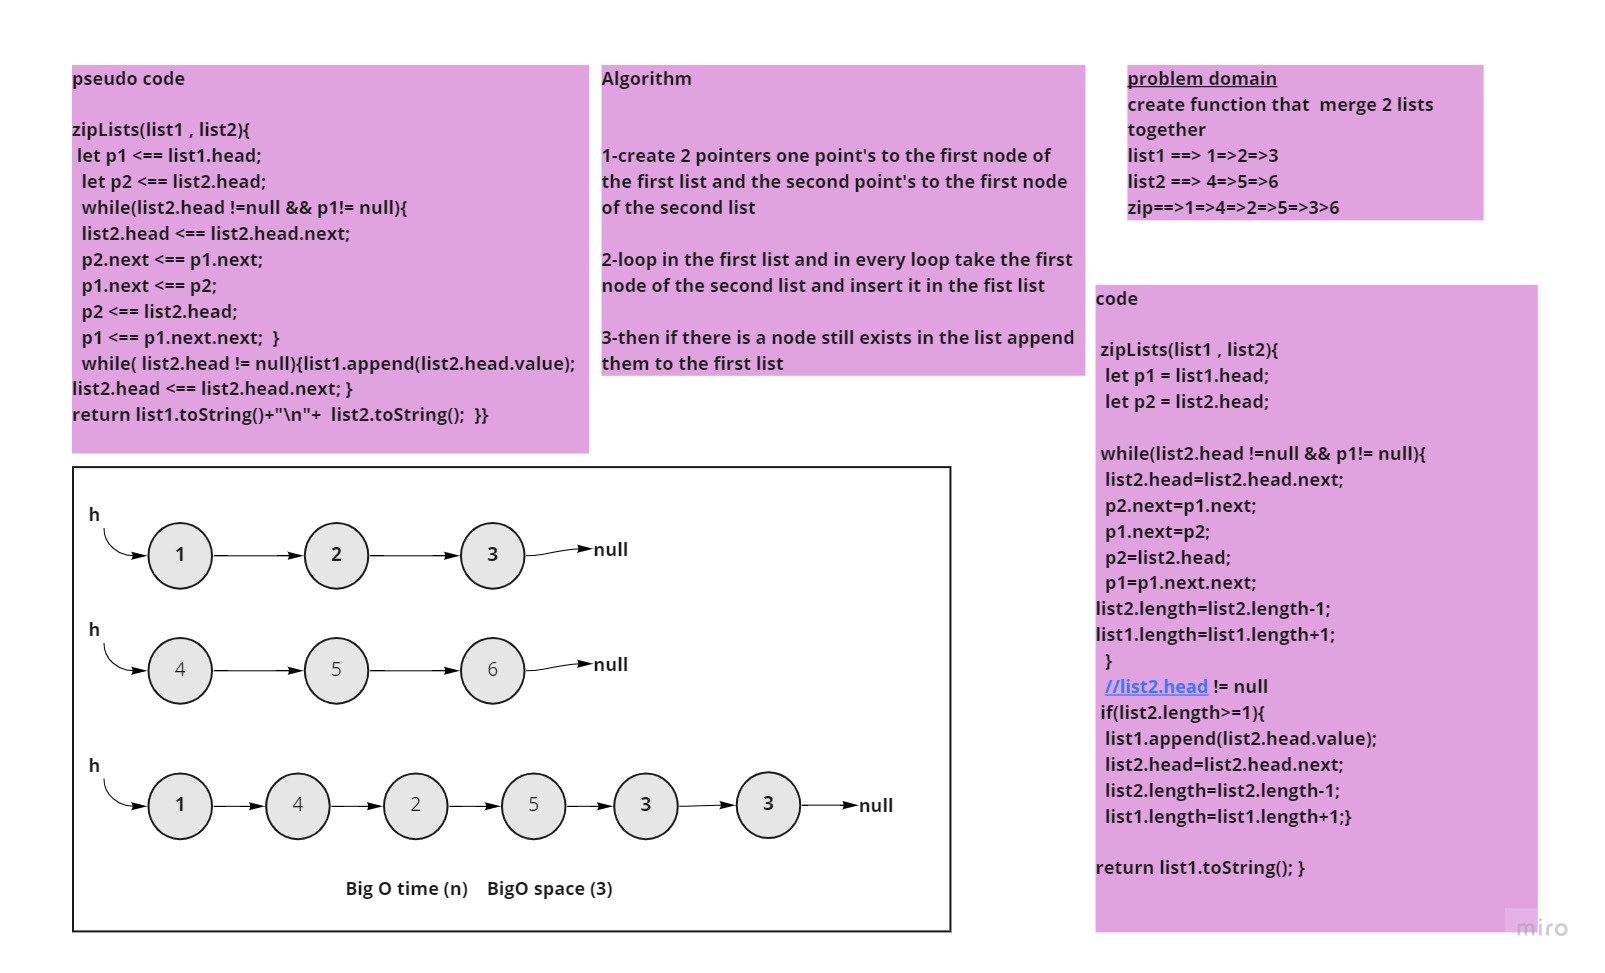 pseudo code
zipLists(list1 , list2){
let p1 <== list1.head;
let p2 <== list2.head;
while(list2.head !=null && p1!= null){
list2.head <== list2.head.next;
p2.next <== p1.next;
p1.next <== p2;
p2 <== list2.head;
p1 <== p1.next.next;  }
while( list2.head != null){list1.append(list2.head.value);
list2.head <== list2.head.next; }
return list1.toString()+"\n"+  list2.toString();  }}
Algorithm
1-create 2 pointers one point's to the first node of
the first list and the second point's to the first node
of the second list
2-loop in the first list and in every loop take the first
node of the second list and insert it in the fist list
3-then if there is a node still exists in the list append
them to the first list
problem domain
create function that  merge 2 lists
together
list1 ==> 1=>2=>3
list2 ==> 4=>5=>6
zip==>1=>4=>2=>5=>3>6
code
zipLists(list1 , list2){
let p1 = list1.head;
let p2 = list2.head;
while(list2.head !=null && p1!= null){
list2.head=list2.head.next;
p2.next=p1.next;
p1.next=p2;
p2=list2.head;
p1=p1.next.next;
list2.length=list2.length-1;
list1.length=list1.length+1;
}
//list2.head != null
if(list2.length>=1){
list1.append(list2.head.value);
list2.head=list2.head.next;
list2.length=list2.length-1;
list1.length=list1.length+1;}
return list1.toString(); }
h
1 2 3 null
h
4 5 6 null
h
1 4 2 5 3 3 null
Big O time (n)    BigO space (3)
miro